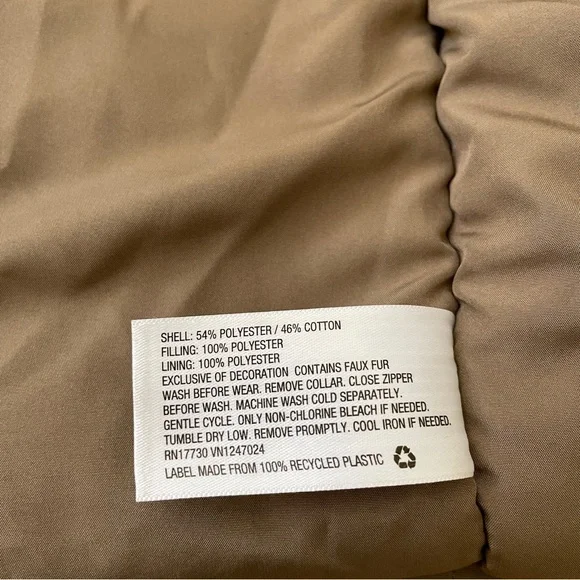 SHELL: 54% POLYESTER / 46% COTTON
FILLING: 100% POLYESTER
LINING: 100% POLYESTER
EXCLUSIVE OF DECORATION CONTAINS FAUX FUR
WASH BEFORE WEAR. REMOVE COLLAR. CLOSE ZIPPER
BEFORE WASH. MACHINE WASH COLD SEPARATELY.
GENTLE CYCLE. ONLY NON-CHLORINE BLEACH IF NEEDED.
TUMBLE DRY LOW. REMOVE PROMPTLY. COOL IRON IF NEEDED.
RN17730 VN1247024
LABEL MADE FROM 100% RECYCLED PLASTIC